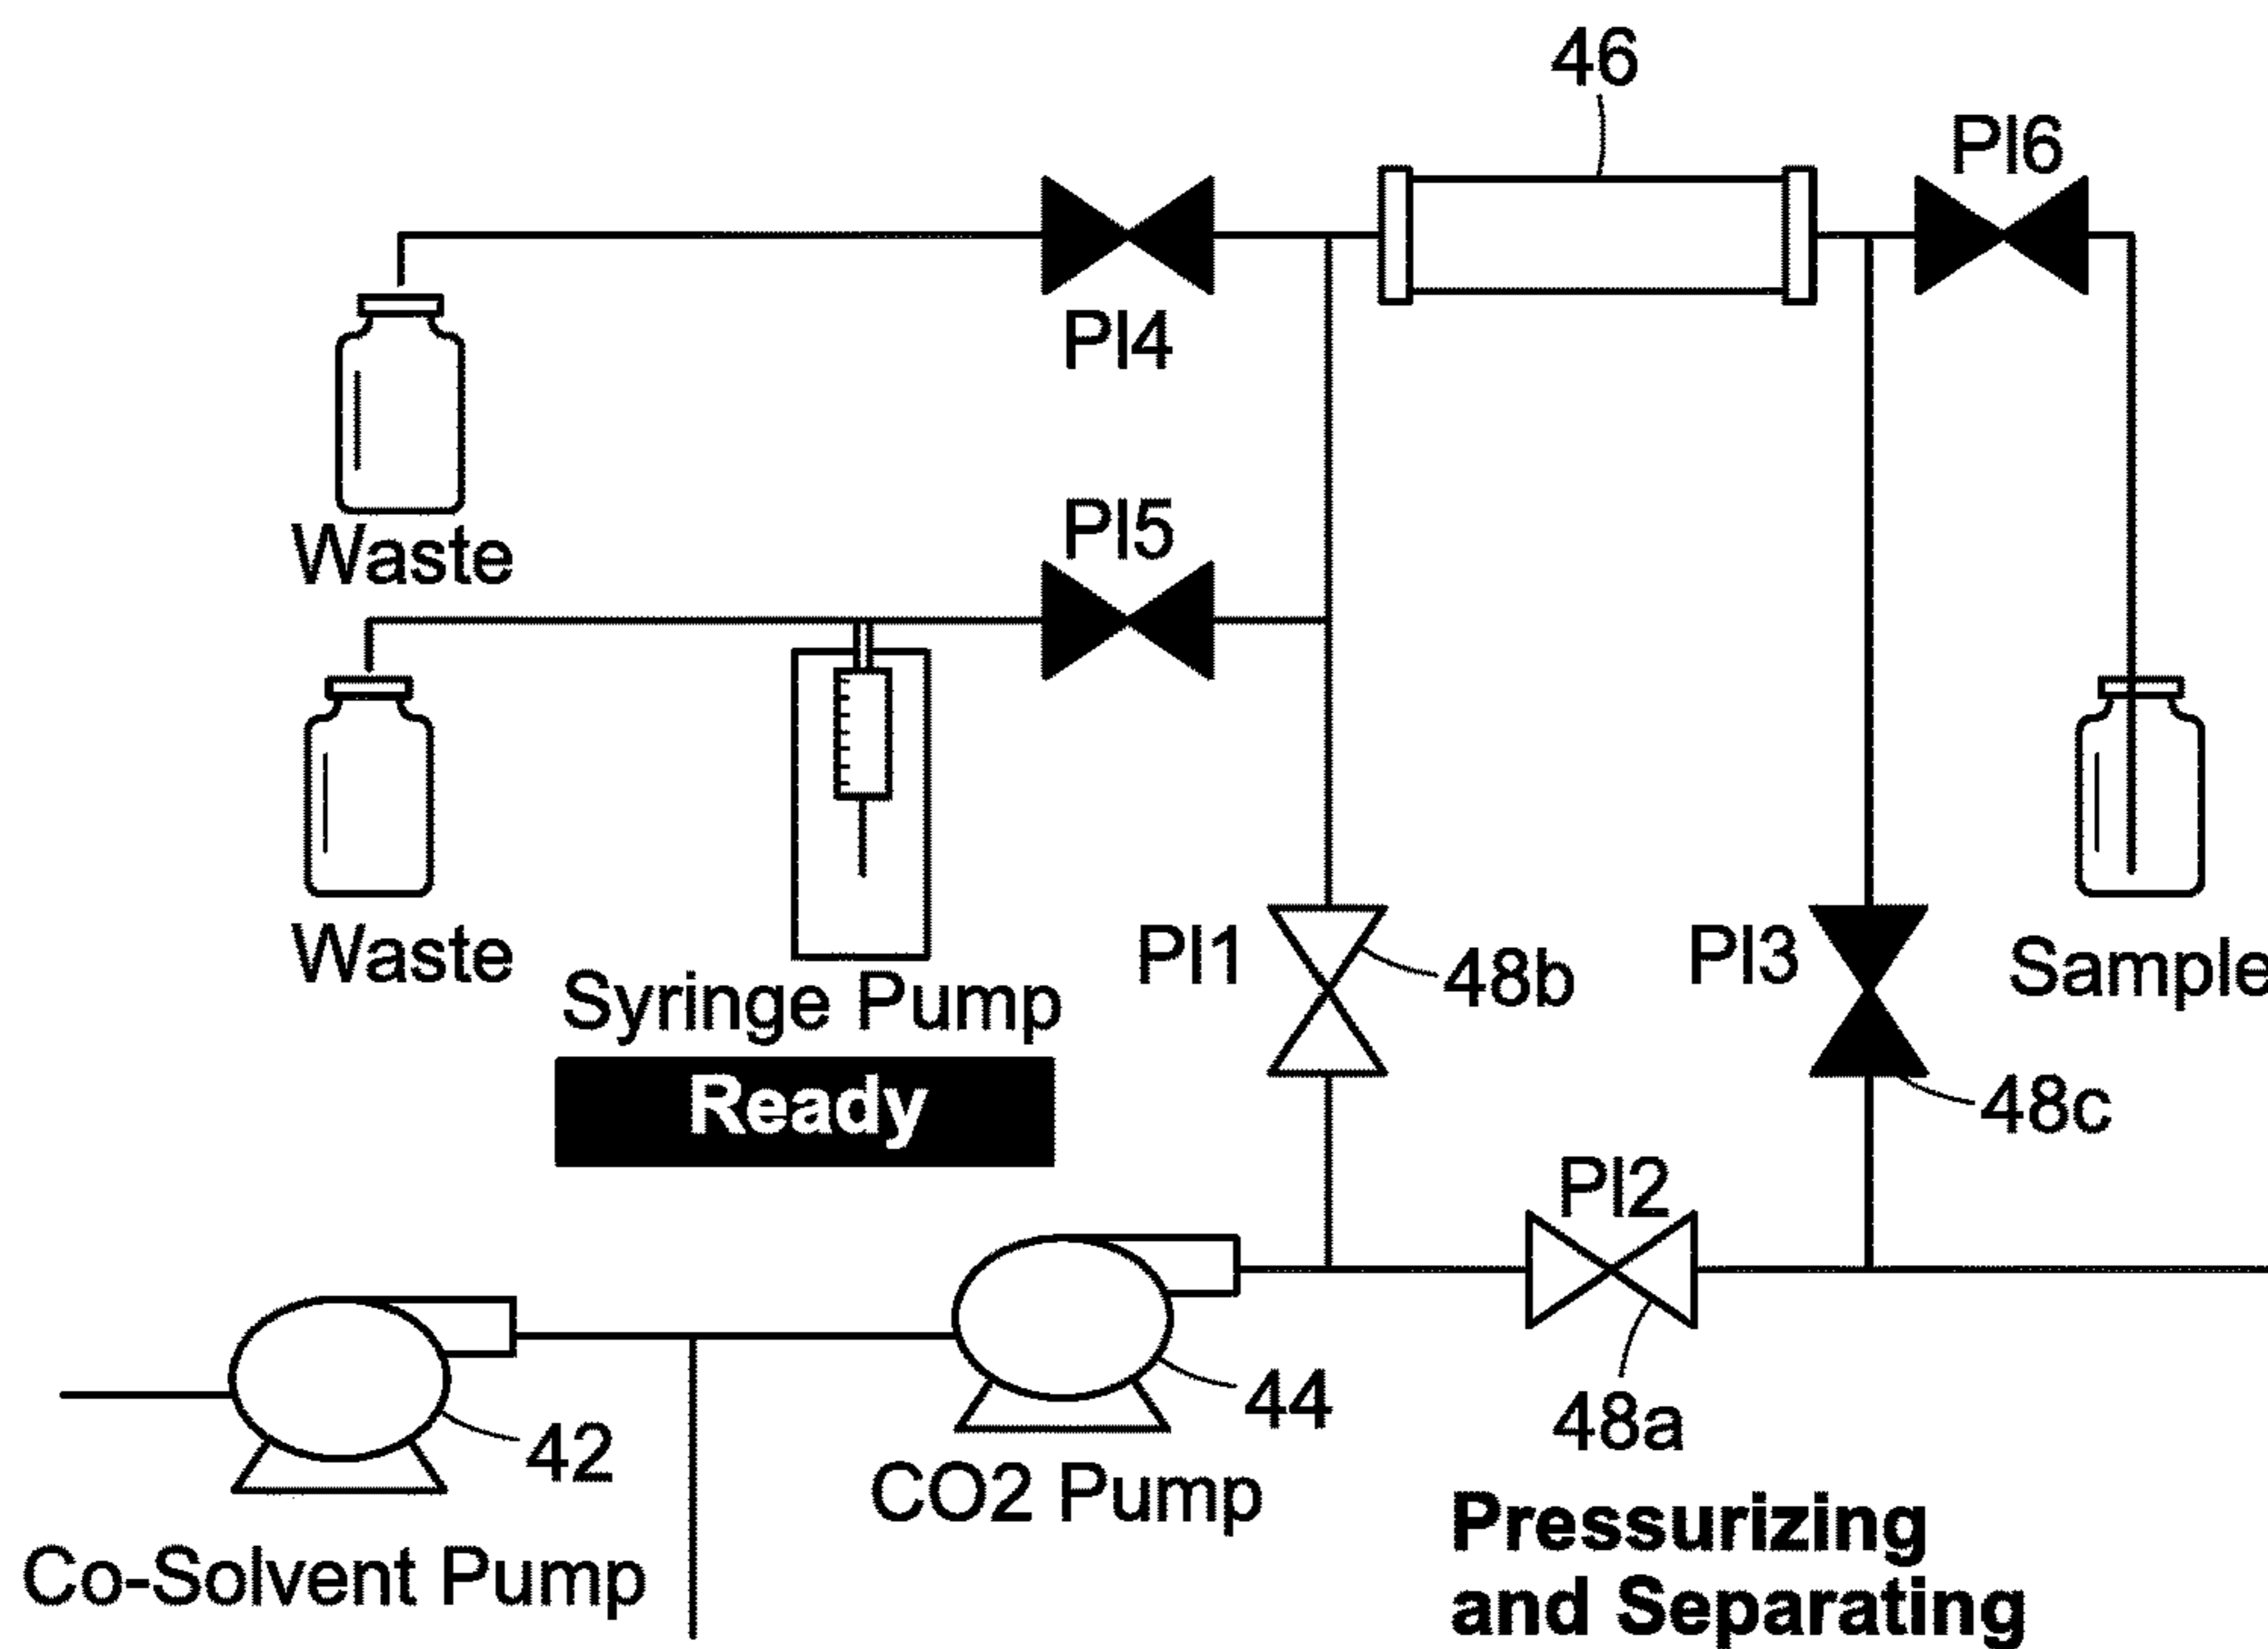 46
PI6
PI4
Waste
PI5
Waste
Syringe Pump
Ready
PI1
48b
PI3
Sample
48c
PI2
48a
44
CO2 Pump
42
Co-Solvent Pump
Pressurizing
and Separating